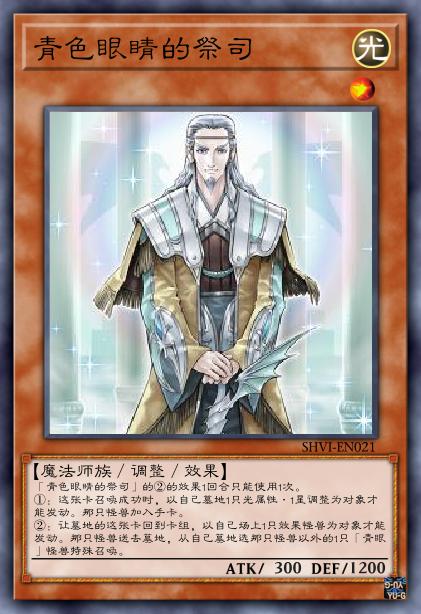 青色眼睛的祭司
光
SHVI-EN021
【魔法师族／调整／效果】
「青色眼睛的祭司」的②的效果1回合只能使用1次。
①：这张卡召唤成功时，以自己墓地1只光属性·1星调整为对象才
能发动。那只怪兽加入手卡。
②：让墓地的这张卡回到卡组，以自己场上1只效果怪兽为对象才能
发动。那只怪兽送去墓地，从自己墓地选那只怪兽以外的1只「青眼
」怪兽特殊召唤。
ATK/ 300 DEF/1200